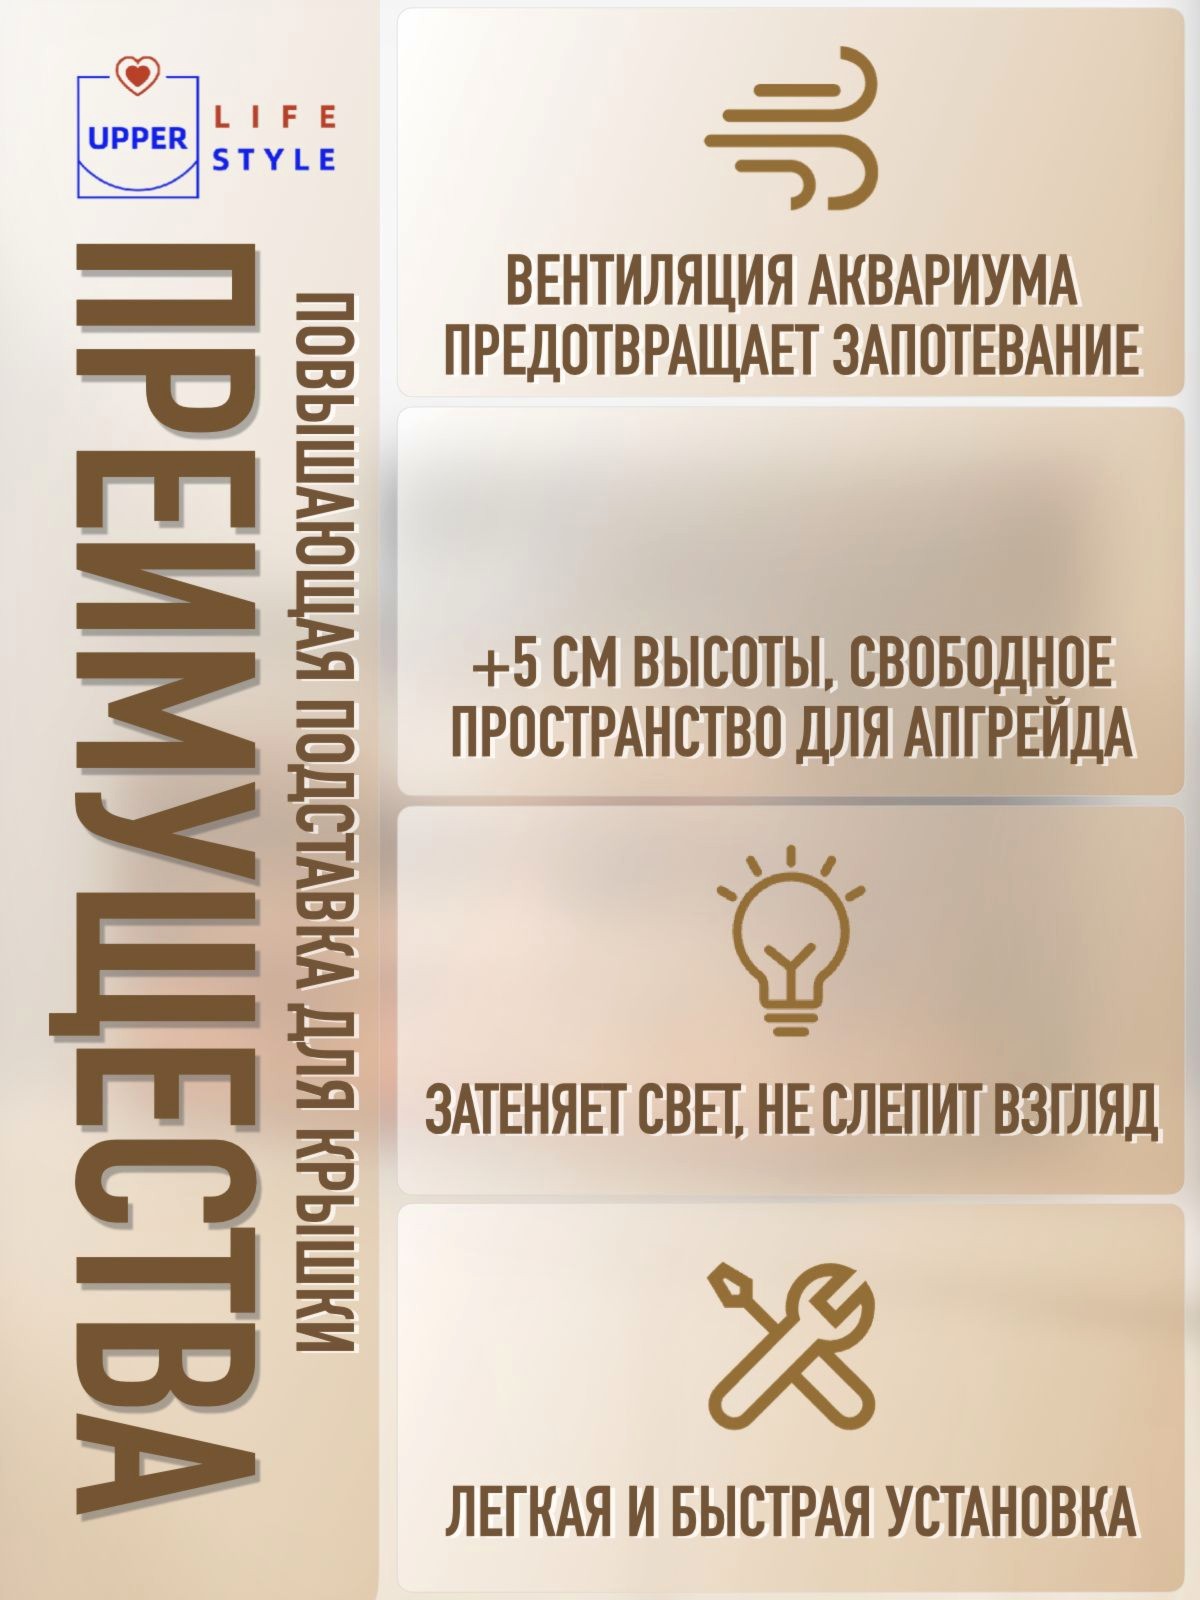 UPPER
LIFE
STYLE
ПРЕИМУЩЕСТВА
ПОВЫШАЮЩАЯ ПОДСТАВКА ДЛЯ КРЫШКИ
ВЕНТИЛЯЦИЯ АКВАРИУМА
ПРЕДОТВРАЩАЕТ ЗАПОТЕВАНИЕ
+5 СМ ВЫСОТЫ, СВОБОДНОЕ
ПРОСТРАНСТВО ДЛЯ АПГРЕЙДА
ЗАТЕНЯЕТ СВЕТ, НЕ СЛЕПИТ ВЗГЛЯД
ЛЕГКАЯ И БЫСТРАЯ УСТАНОВКА